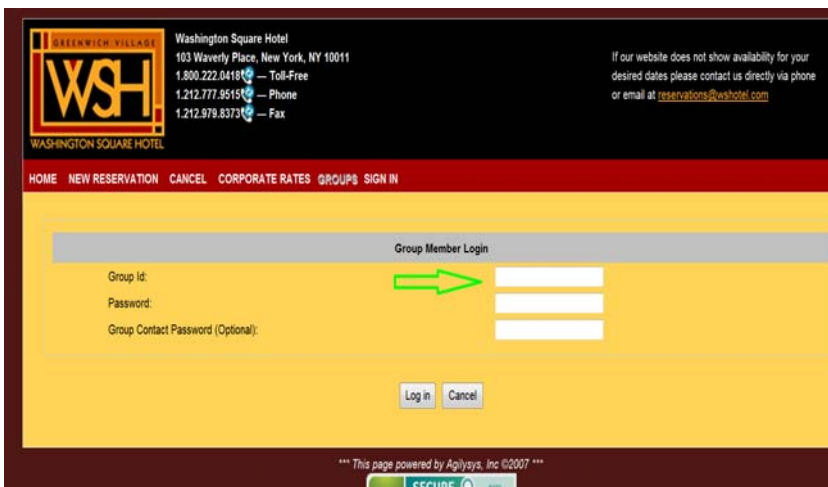 GREENWICH VILLAGE
WSH
WASHINGTON SQUARE HOTEL
Washington Square Hotel
103 Waverly Place, New York, NY 10011
1.800.222.0418 — Toll-Free
1.212.777.9515 — Phone
1.212.979.8373 — Fax
If our website does not show availability for your
desired dates please contact us directly via phone
or email at reservations@wshotel.com
HOME NEW RESERVATION CANCEL CORPORATE RATES GROUPS SIGN IN
Group Member Login
Group Id:
Password:
Group Contact Password (Optional):
Log in Cancel
*** This page powered by Agilysys, Inc ©2007 ***
SECURE